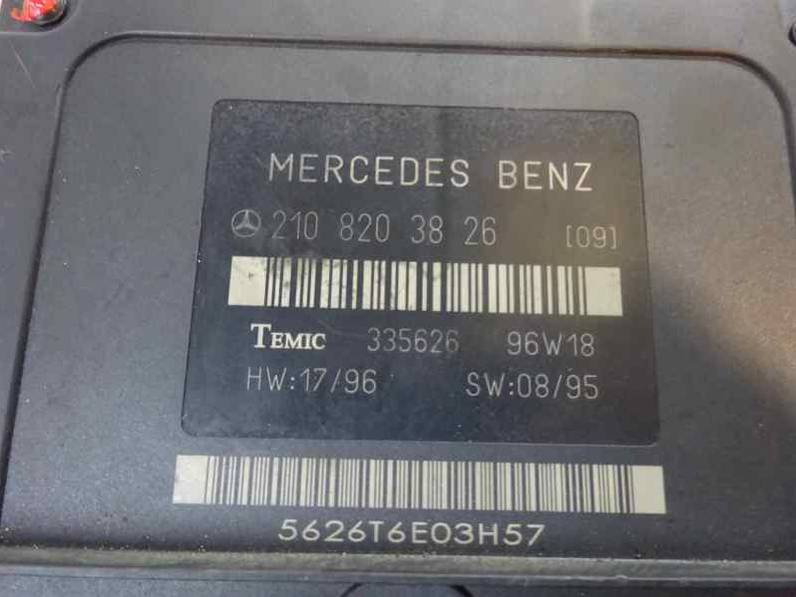 MERCEDES BENZ
210 820 38 26 [09]
TEMIC 335626 96W18
HW:17/96 SW:08/95
5626T6E03H57